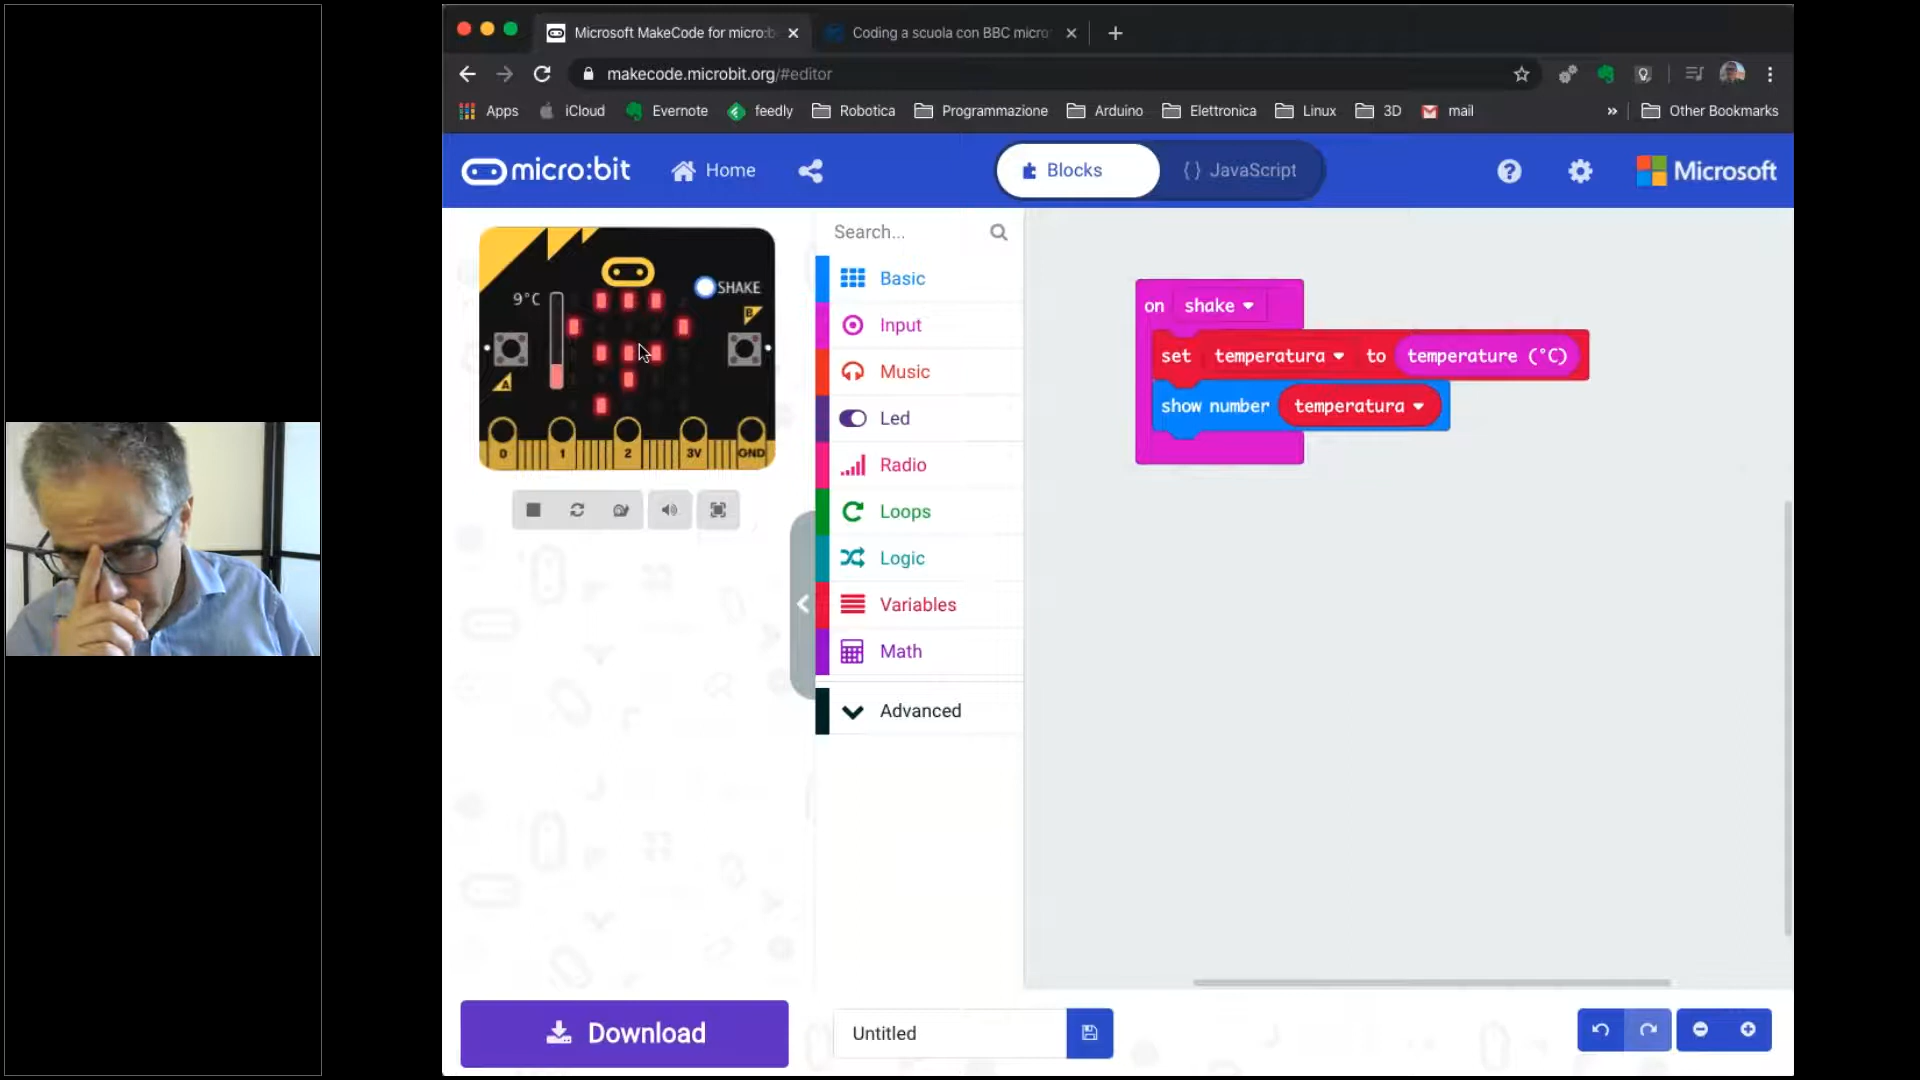 Microsoft MakeCode for micro:b
Coding a scuola con BBC micro
makecode.microbit.org/#editor
Apps
iCloud
Evernote
feedly
Robotica
Programmazione
Arduino
Elettronica
Linux
3D
mail
»
Other Bookmarks
micro:bit
Home
Blocks
{} JavaScript
?
Microsoft
9°C
SHAKE
B
A
0
1
2
3V
GND
Search...
Basic
Input
Music
Led
Radio
Loops
Logic
Variables
Math
Advanced
on shake
set temperatura to temperature (°C)
show number temperatura
Download
Untitled